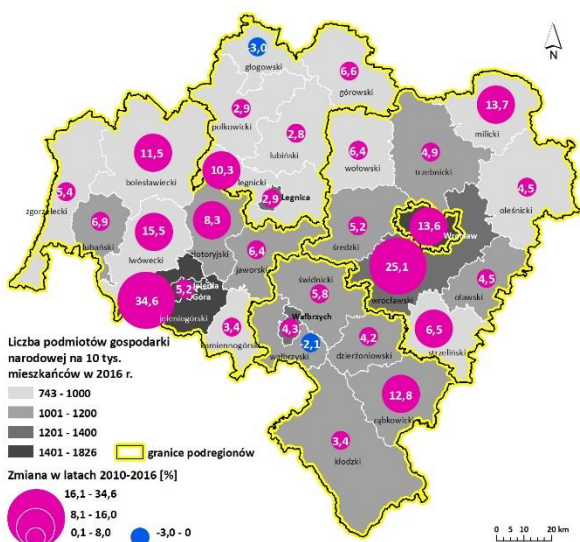 -3,0
głogowski
N
6,6
górowski
13,7
milicki
2,9
polkowicki
2,8
lubiński
11,5
bolesławiecki
6,4
wołowski
4,9
trzebnicki
10,3
legnicki
4,5
oleśnicki
5,4
zgorzelecki
2,9
Legnica
6,9
lubański
8,3
złotoryjski
13,6
Wrocław
15,5
lwówecki
5,2
średzki
6,4
jaworski
25,1
wrocławski
4,5
oławski
5,2
Jelenia
Góra
34,6
jeleniogórski
świdnicki
5,8
Wałbrzych
4,3
-2,1
wałbrzyski
3,4
kamiennogórski
4,2
dzierżoniowski
6,5
strzeliński
12,8
ząbkowicki
3,4
kłodzki
Liczba podmiotów gospodarki
narodowej na 10 tys.
mieszkańców w 2016 r.
743 - 1000
1001 - 1200
1201 - 1400
1401 - 1826
granice podregionów
Zmiana w latach 2010-2016 [%]
16,1 - 34,6
8,1 - 16,0
0,1 - 8,0
-3,0 - 0
0 5 10 20 km